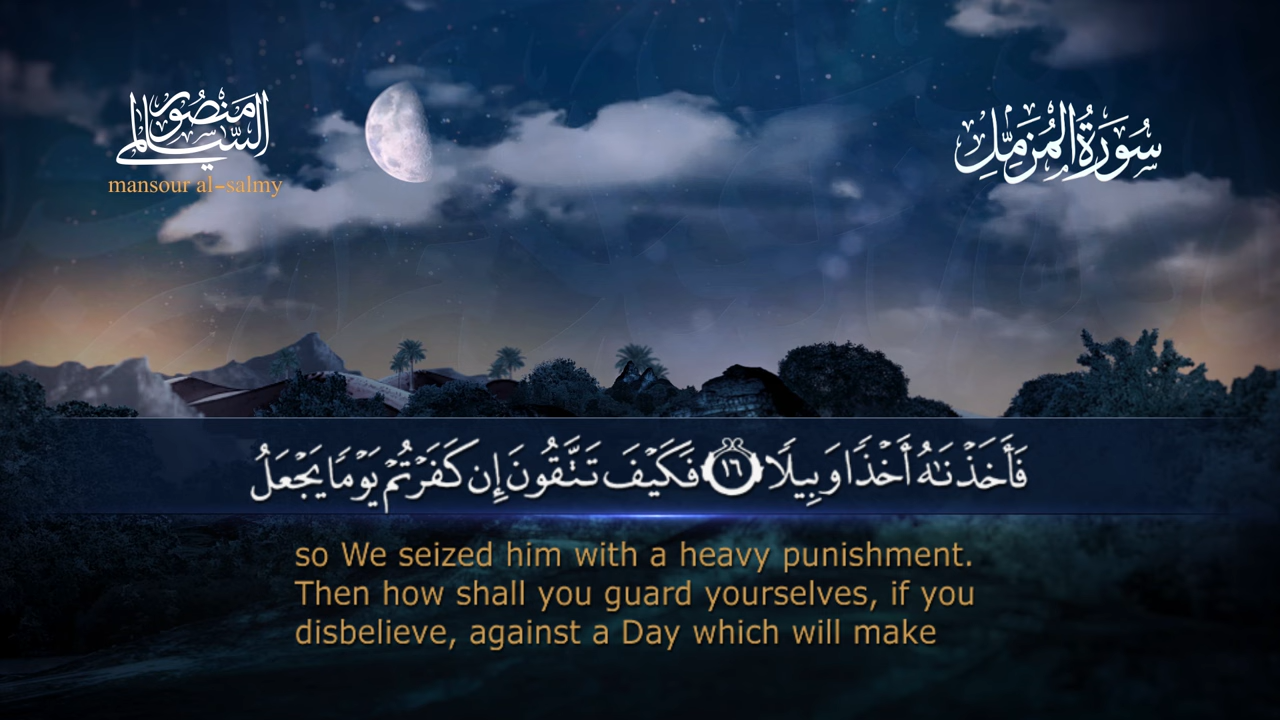 منصور السالمي
mansour al-salmy
سُورَةُ الْمُزَّمِّل
فَأَخَذْنَٰهُ أَخْذًا وَبِيلًا ١٦ فَكَيْفَ تَتَّقُونَ إِن كَفَرْتُمْ يَوْمًا يَجْعَلُ
so We seized him with a heavy punishment.
Then how shall you guard yourselves, if you
disbelieve, against a Day which will make